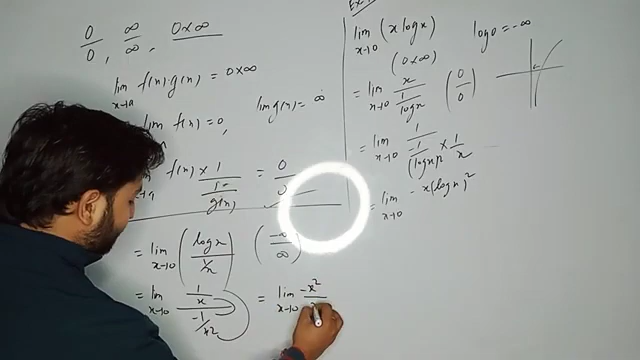 0/0, ∞/∞, 0×∞
lim x→a f(x)·g(x) = 0×∞
lim f(x) = 0, lim g(x) = ∞
f(x) × 1/(1/g(x)) = 0/0
= lim x→0 (log x / 1/x) (-∞/∞)
= lim x→0 (1/x)/(-1/x²) = lim x→0 -x²/
lim x→0 (x log x) log 0 = -∞
(0×∞)
= lim x→0 x/(1/log x) (0/0)
= lim x→0 1/(-1/(log x)² × 1/x)
= lim x→0 -x(log x)²